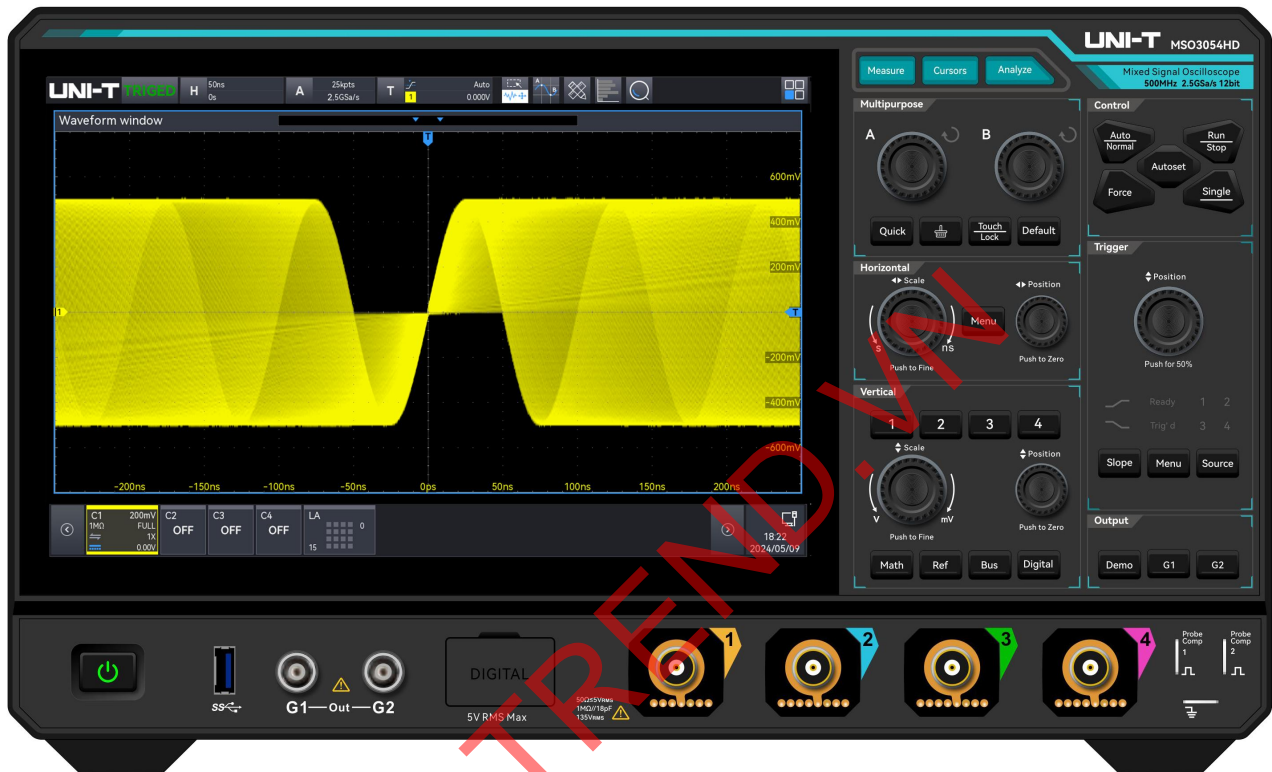 UNI-T MSO3054HD
Mixed Signal Oscilloscope
500MHz 2.5GSa/s 12bit
Measure
Cursors
Analyze
UNI-T TRIGED H 50ns
0s
A 25kpts
2.5GSa/s
T 1 Auto
0.000V
A
B
Waveform window
T
600mV
400mV
200mV
1
T
-200mV
-400mV
-600mV
-200ns -150ns -100ns -50ns 0ps 50ns 100ns 150ns 200ns
C1 200mV
1MΩ FULL
1X
0.00V
C2
OFF
C3
OFF
C4
OFF
LA
0
15
18:22
2024/05/09
Multipurpose
A
B
Quick
Touch
Lock
Default
Horizontal
Scale
Position
Menu
s
ns
Push to Fine
Push to Zero
Vertical
1 2 3 4
Scale
Position
V
mV
Push to Fine
Push to Zero
Math Ref Bus Digital
Control
Auto
Normal
Run
Stop
Autoset
Force
Single
Trigger
Position
Push for 50%
Ready 1 2
Trig' d 3 4
Slope Menu Source
Output
Demo G1 G2
SS
G1—Out—G2
DIGITAL
5V RMS Max
50Ω≤5VRMS
1MΩ//18pF
135VRMS
1
2
3
4
Probe
Comp
1
Probe
Comp
2
TREND.VN